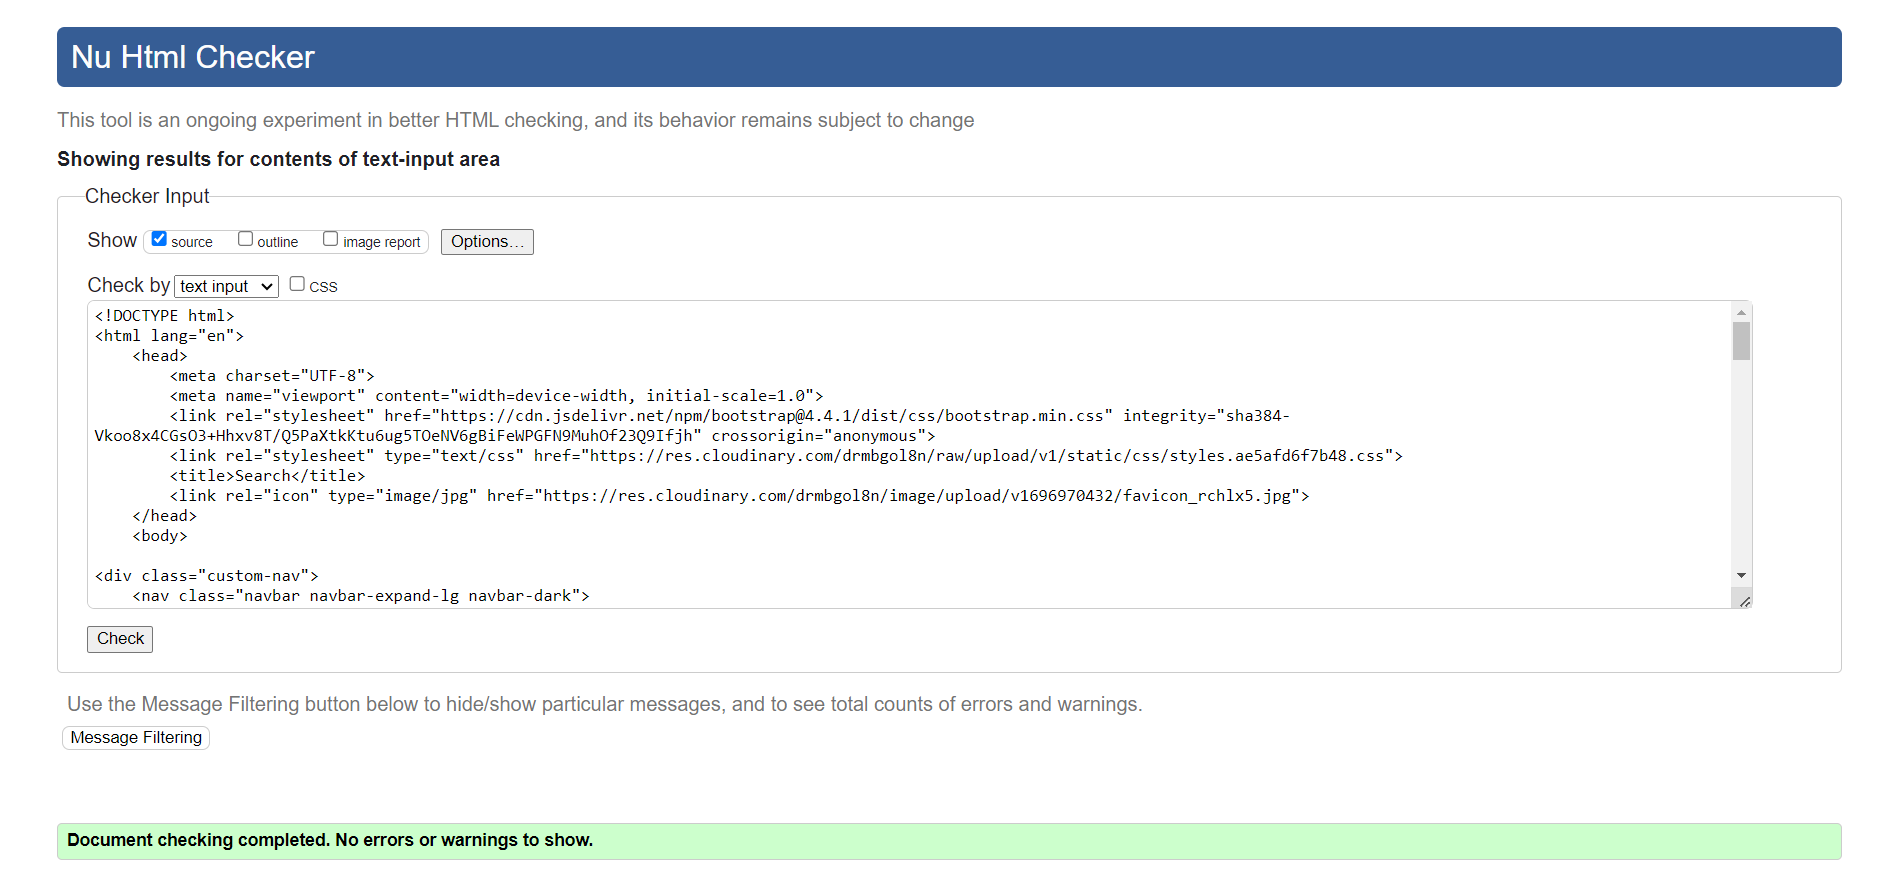 Nu Html Checker
This tool is an ongoing experiment in better HTML checking, and its behavior remains subject to change
Showing results for contents of text-input area
Checker Input
Show source outline image report Options...
Check by text input CSS
<!DOCTYPE html>
<html lang="en">
    <head>
        <meta charset="UTF-8">
        <meta name="viewport" content="width=device-width, initial-scale=1.0">
        <link rel="stylesheet" href="https://cdn.jsdelivr.net/npm/bootstrap@4.4.1/dist/css/bootstrap.min.css" integrity="sha384-
Vkoo8x4CGsO3+Hhxv8T/Q5PaXtkKtu6ug5TOeNV6gBiFeWPGFN9MuhOf23Q9Ifjh" crossorigin="anonymous">
        <link rel="stylesheet" type="text/css" href="https://res.cloudinary.com/drmbgol8n/raw/upload/v1/static/css/styles.ae5afd6f7b48.css">
        <title>Search</title>
        <link rel="icon" type="image/jpg" href="https://res.cloudinary.com/drmbgol8n/image/upload/v1696970432/favicon_rchlx5.jpg">
    </head>
    <body>
<div class="custom-nav">
    <nav class="navbar navbar-expand-lg navbar-dark">
Check
Use the Message Filtering button below to hide/show particular messages, and to see total counts of errors and warnings.
Message Filtering
Document checking completed. No errors or warnings to show.